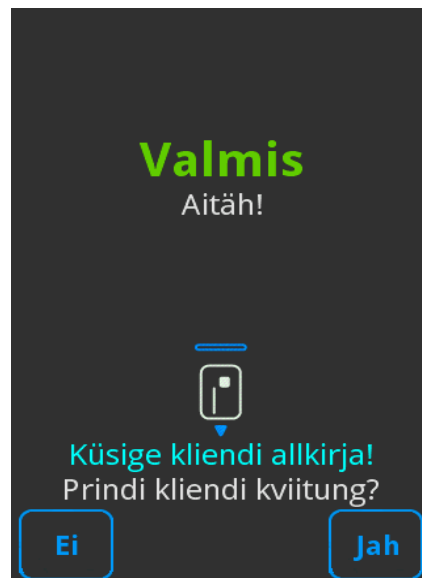 Valmis
Aitäh!
Küsige kliendi allkirja!
Prindi kliendi kviitung?
Ei
Jah